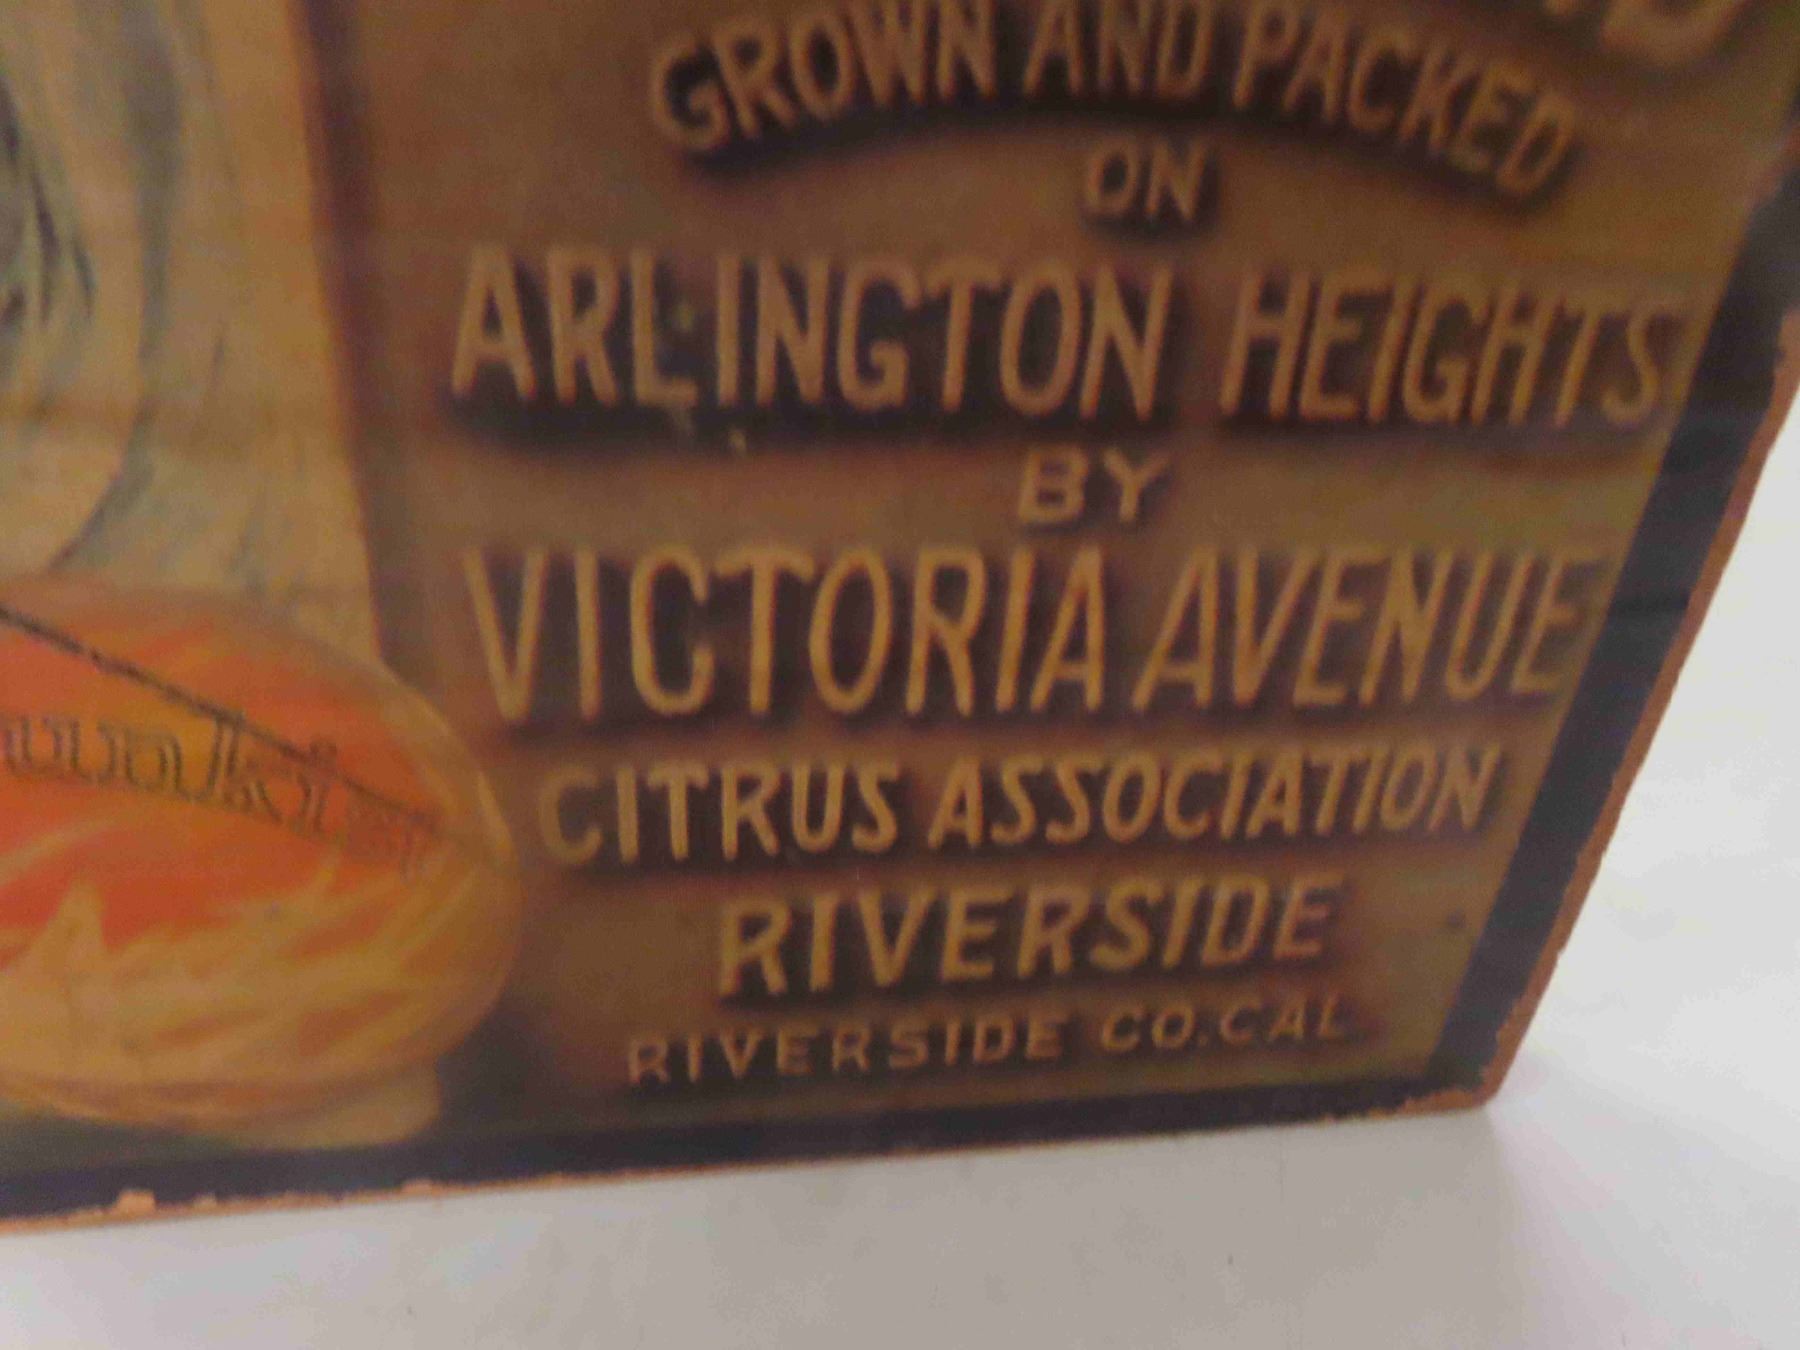 GROWN AND PACKED
ON
ARLINGTON HEIGHTS
BY
VICTORIA AVENUE
CITRUS ASSOCIATION
RIVERSIDE
RIVERSIDE CO. CAL.